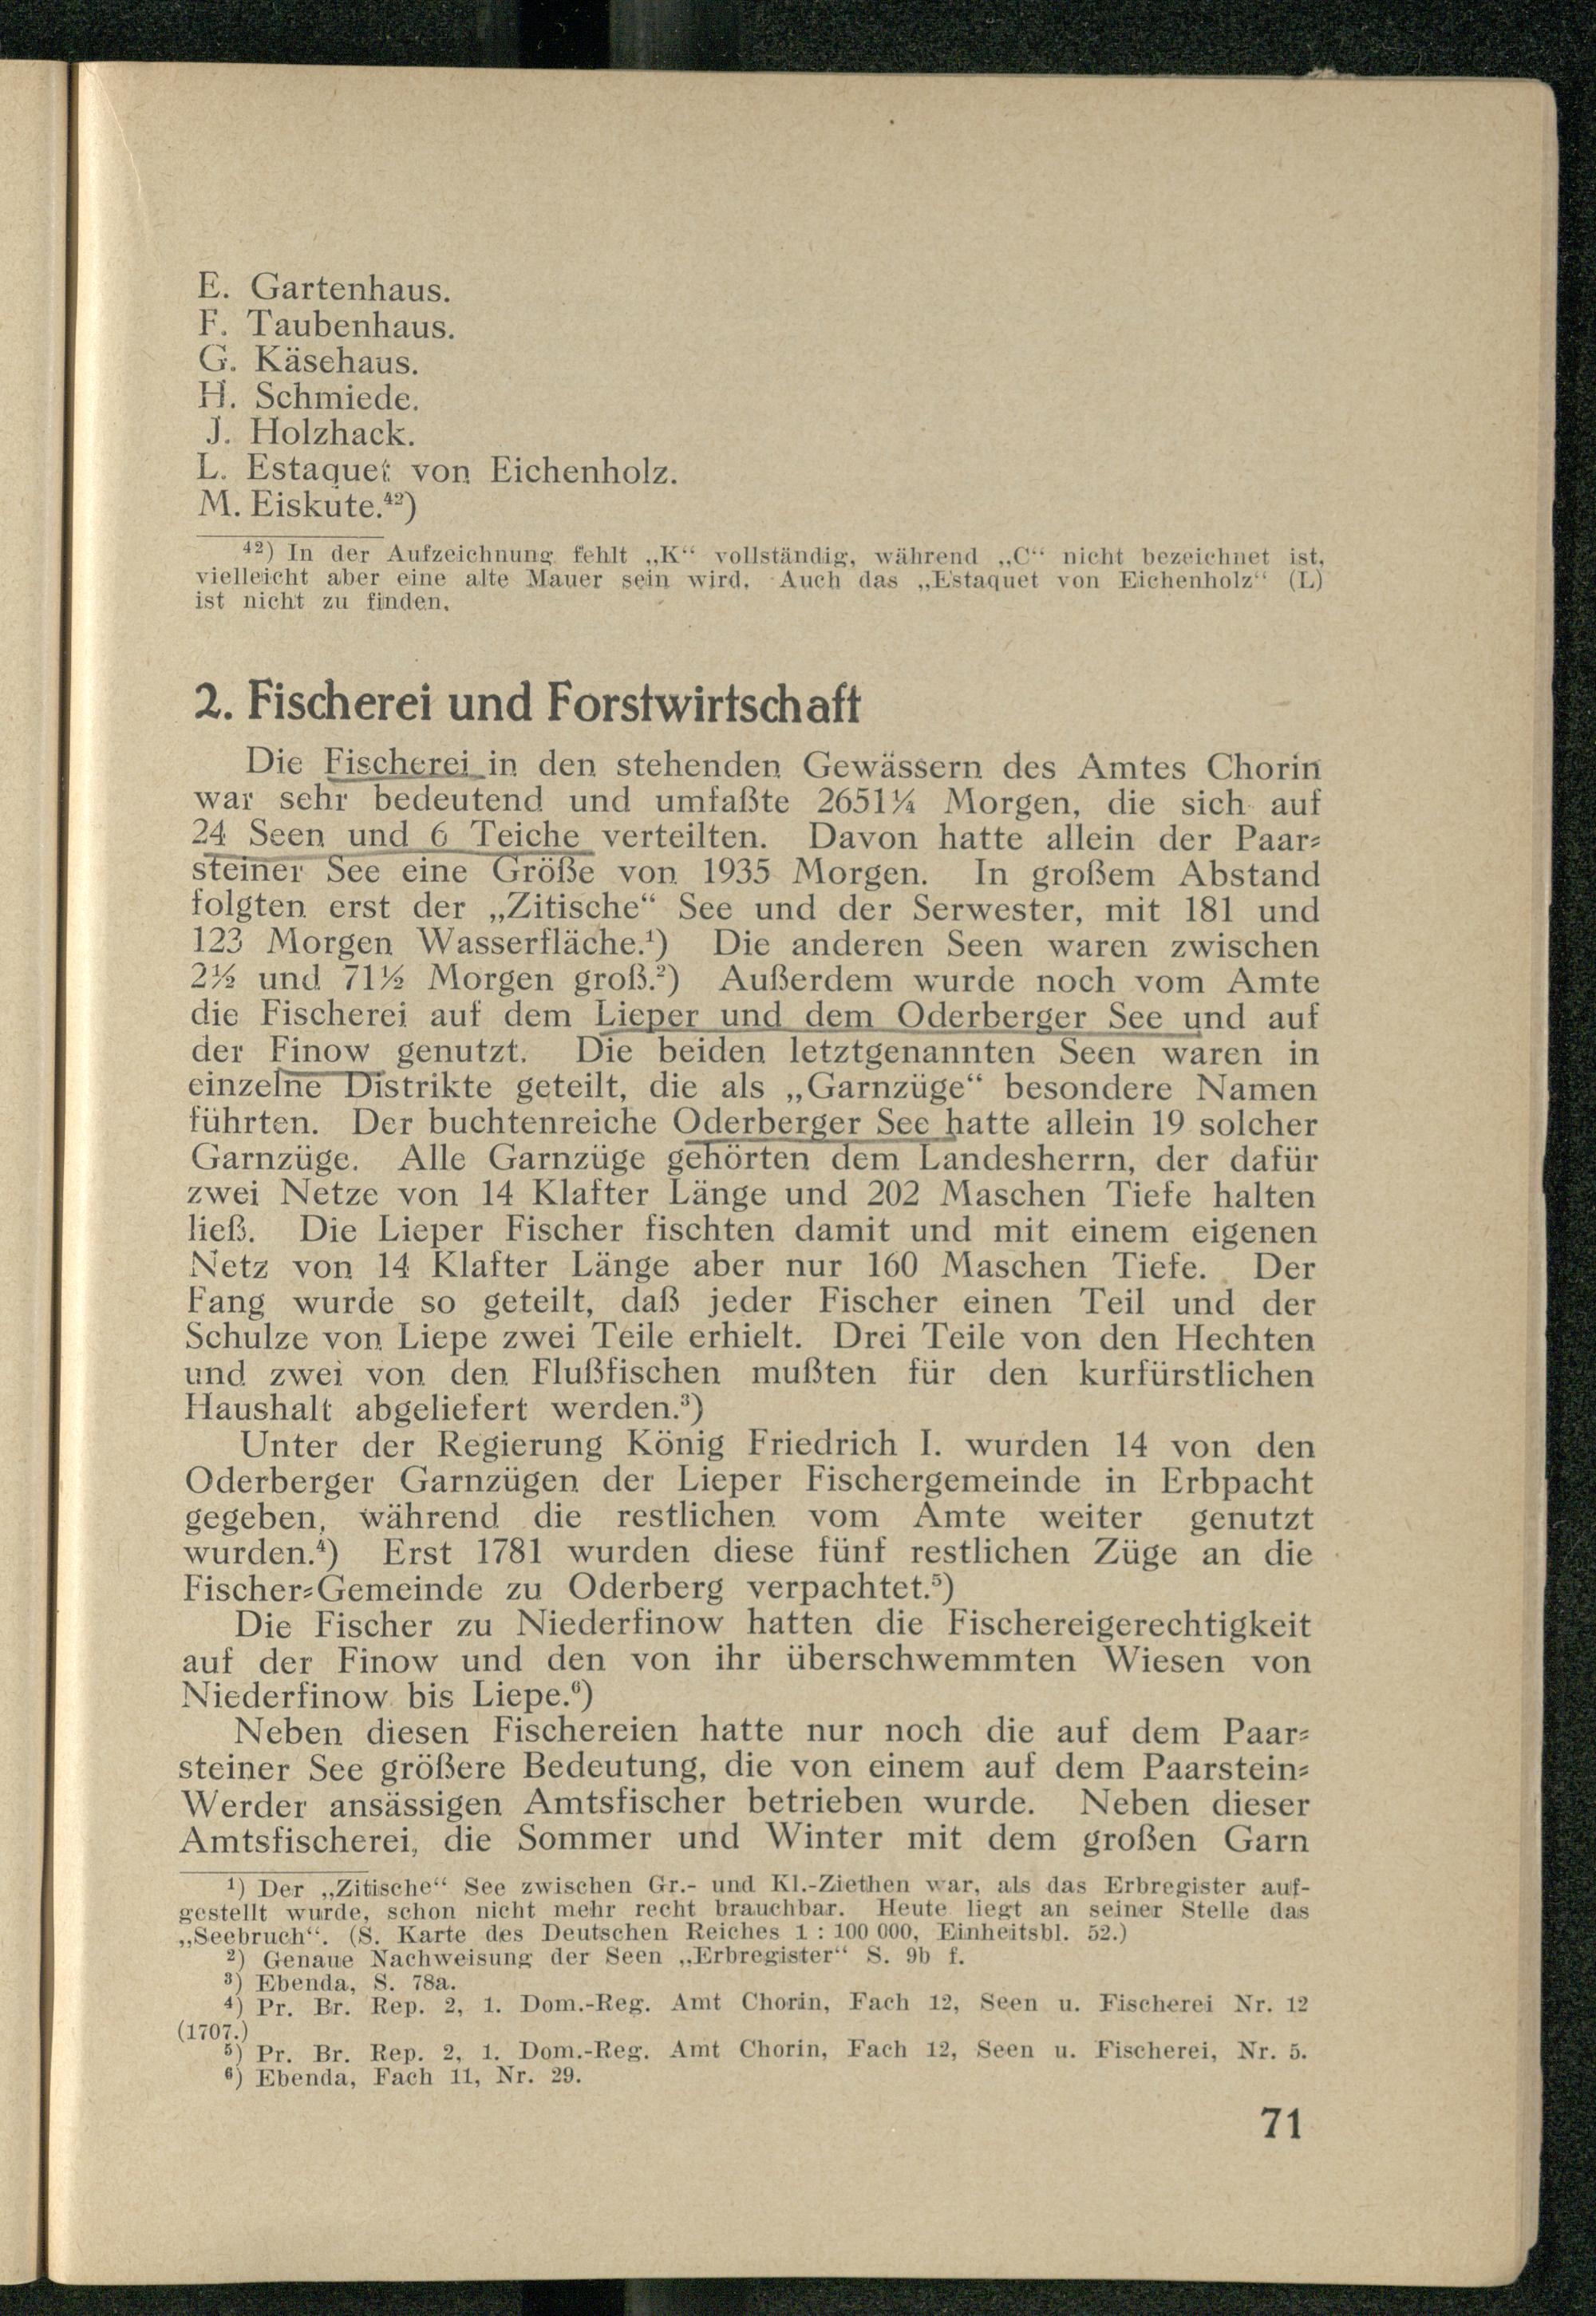 E. Gartenhaus.
F. Taubenhaus.
G. Käsehaus.
H. Schmiede.
J. Holzhack.
L. Estaquet von Eichenholz.
M. Eiskute.⁴²)
⁴²) In der Aufzeichnung fehlt „K“ vollständig, während „C“ nicht bezeichnet ist,
vielleicht aber eine alte Mauer sein wird. Auch das „Estaquet von Eichenholz“ (L)
ist nicht zu finden.
2. Fischerei und Forstwirtschaft
Die Fischerei in den stehenden Gewässern des Amtes Chorin
war sehr bedeutend und umfaßte 2651¼ Morgen, die sich auf
24 Seen und 6 Teiche verteilten. Davon hatte allein der Paar-
steiner See eine Größe von 1935 Morgen. In großem Abstand
folgten erst der „Zitische“ See und der Serwester, mit 181 und
123 Morgen Wasserfläche.¹) Die anderen Seen waren zwischen
2½ und 71½ Morgen groß.²) Außerdem wurde noch vom Amte
die Fischerei auf dem Lieper und dem Oderberger See und auf
der Finow genutzt. Die beiden letztgenannten Seen waren in
einzelne Distrikte geteilt, die als „Garnzüge“ besondere Namen
führten. Der buchtenreiche Oderberger See hatte allein 19 solcher
Garnzüge. Alle Garnzüge gehörten dem Landesherrn, der dafür
zwei Netze von 14 Klafter Länge und 202 Maschen Tiefe halten
ließ. Die Lieper Fischer fischten damit und mit einem eigenen
Netz von 14 Klafter Länge aber nur 160 Maschen Tiefe. Der
Fang wurde so geteilt, daß jeder Fischer einen Teil und der
Schulze von Liepe zwei Teile erhielt. Drei Teile von den Hechten
und zwei von den Flußfischen mußten für den kurfürstlichen
Haushalt abgeliefert werden.³)
Unter der Regierung König Friedrich I. wurden 14 von den
Oderberger Garnzügen der Lieper Fischergemeinde in Erbpacht
gegeben, während die restlichen vom Amte weiter genutzt
wurden.⁴) Erst 1781 wurden diese fünf restlichen Züge an die
Fischer-Gemeinde zu Oderberg verpachtet.⁵)
Die Fischer zu Niederfinow hatten die Fischereigerechtigkeit
auf der Finow und den von ihr überschwemmten Wiesen von
Niederfinow bis Liepe.⁶)
Neben diesen Fischereien hatte nur noch die auf dem Paar-
steiner See größere Bedeutung, die von einem auf dem Paarstein-
Werder ansässigen Amtsfischer betrieben wurde. Neben dieser
Amtsfischerei, die Sommer und Winter mit dem großen Garn
¹) Der „Zitische“ See zwischen Gr.- und Kl.-Ziethen war, als das Erbregister auf-
gestellt wurde, schon nicht mehr recht brauchbar. Heute liegt an seiner Stelle das
„Seebruch“. (S. Karte des Deutschen Reiches 1 : 100 000, Einheitsbl. 52.)
²) Genaue Nachweisung der Seen „Erbregister“ S. 9b f.
³) Ebenda, S. 78a.
⁴) Pr. Br. Rep. 2, 1. Dom.-Reg. Amt Chorin, Fach 12, Seen u. Fischerei Nr. 12
(1707.)
⁵) Pr. Br. Rep. 2, 1. Dom.-Reg. Amt Chorin, Fach 12, Seen u. Fischerei, Nr. 5.
⁶) Ebenda, Fach 11, Nr. 29.
71